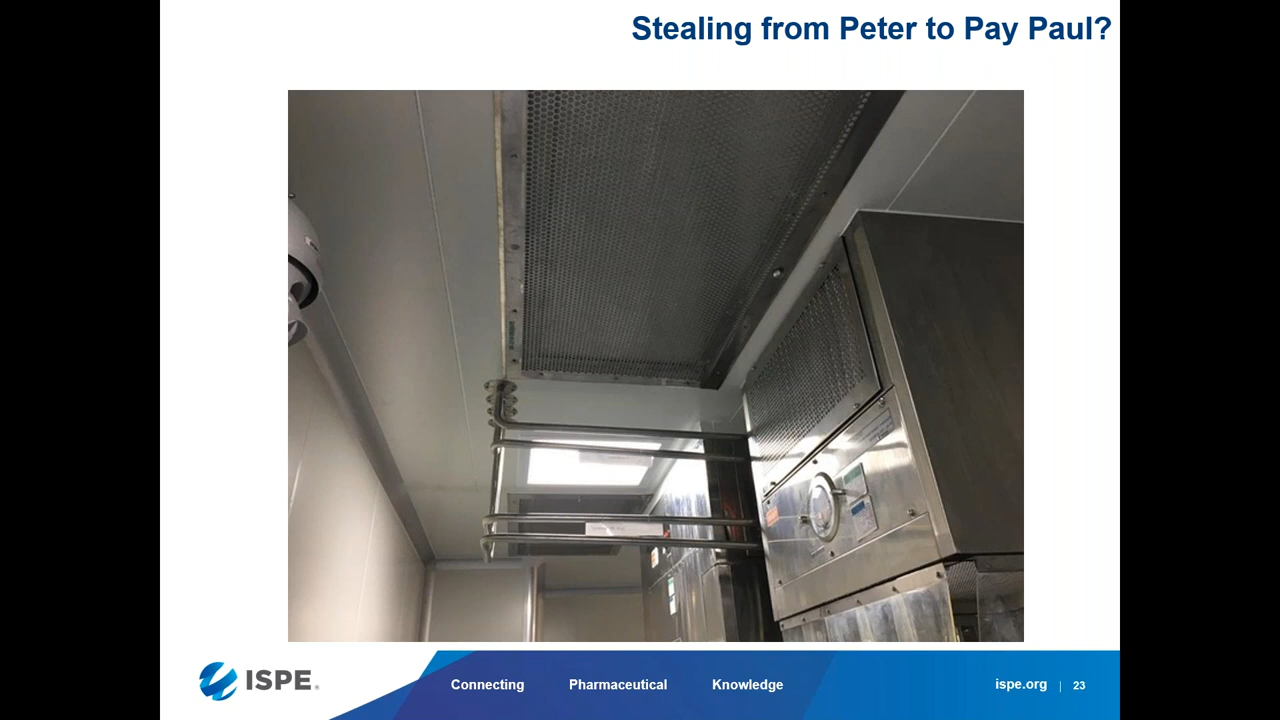 Stealing from Peter to Pay Paul?
ISPE
Connecting Pharmaceutical Knowledge
ispe.org | 23